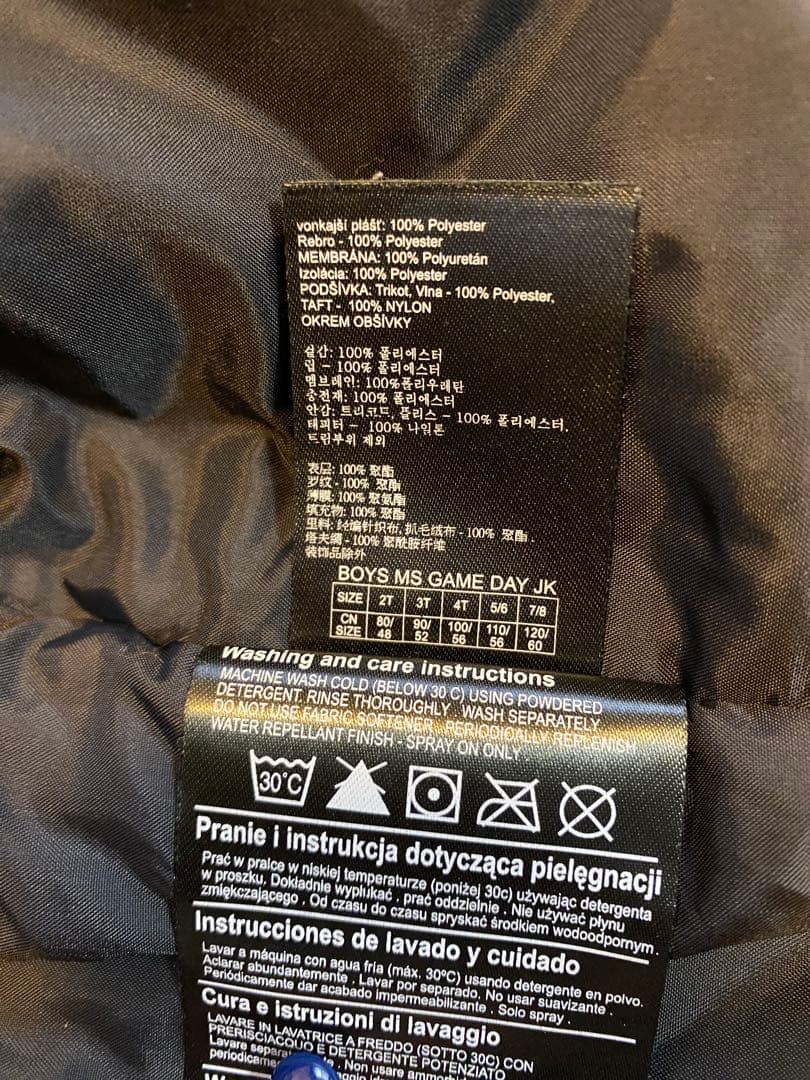 vonkajší plášť: 100% Polyester
Rebro - 100% Polyester
MEMBRÁNA: 100% Polyuretán
Izolácia: 100% Polyester
PODŠÍVKA: Trikot, Vlna - 100% Polyester,
TAFT - 100% NYLON
OKREM OBŠÍVKY
쉘감: 100% 폴리에스터
립 – 100% 폴리에스터
멤브레인: 100%폴리우레탄
충전재: 100% 폴리에스터
안감: 트리코드, 플리스 – 100% 폴리에스터,
태피터 – 100% 나일론
트림부위 제외
表层: 100% 聚酯
罗纹 - 100% 聚酯
薄膜: 100% 聚氨酯
填充物: 100% 聚酯
里料: 经编针织布, 抓毛绒布 - 100% 聚酯 .
塔夫绸 - 100% 聚酰胺纤维
装饰品除外
BOYS MS GAME DAY JK
SIZE 2T 3T 4T 5/6 7/8
CN SIZE 80/48 90/52 100/56 110/56 120/60
Washing and care instructions
MACHINE WASH COLD (BELOW 30 C) USING POWDERED
DETERGENT. RINSE THOROUGHLY . WASH SEPARATELY
DO NOT USE FABRIC SOFTENER . PERIODICALLY REPLENISH
WATER REPELLANT FINISH - SPRAY ON ONLY .
30°C
Pranie i instrukcja dotycząca pielęgnacji
Prać w pralce w niskiej temperaturze (poniżej 30c) używając detergenta
w proszku. Dokładnie wypłukać . prać oddzielnie . Nie używać płynu
zmiękczającego . Od czasu do czasu spryskać środkiem wodoodpornym .
Instrucciones de lavado y cuidado
Lavar a máquina con agua fría (máx. 30ºC) usando detergente en polvo.
Aclarar abundantemente . Lavar por separado. No usar suavizante .
Periódicamente dar acabado impermeabilizante . Solo spray .
Cura e istruzioni di lavaggio
LAVARE IN LAVATRICE A FREDDO (SOTTO 30C) CON
PRERISCIACQUO E DETERGENTE POTENZIATO
Lavare . Non usare